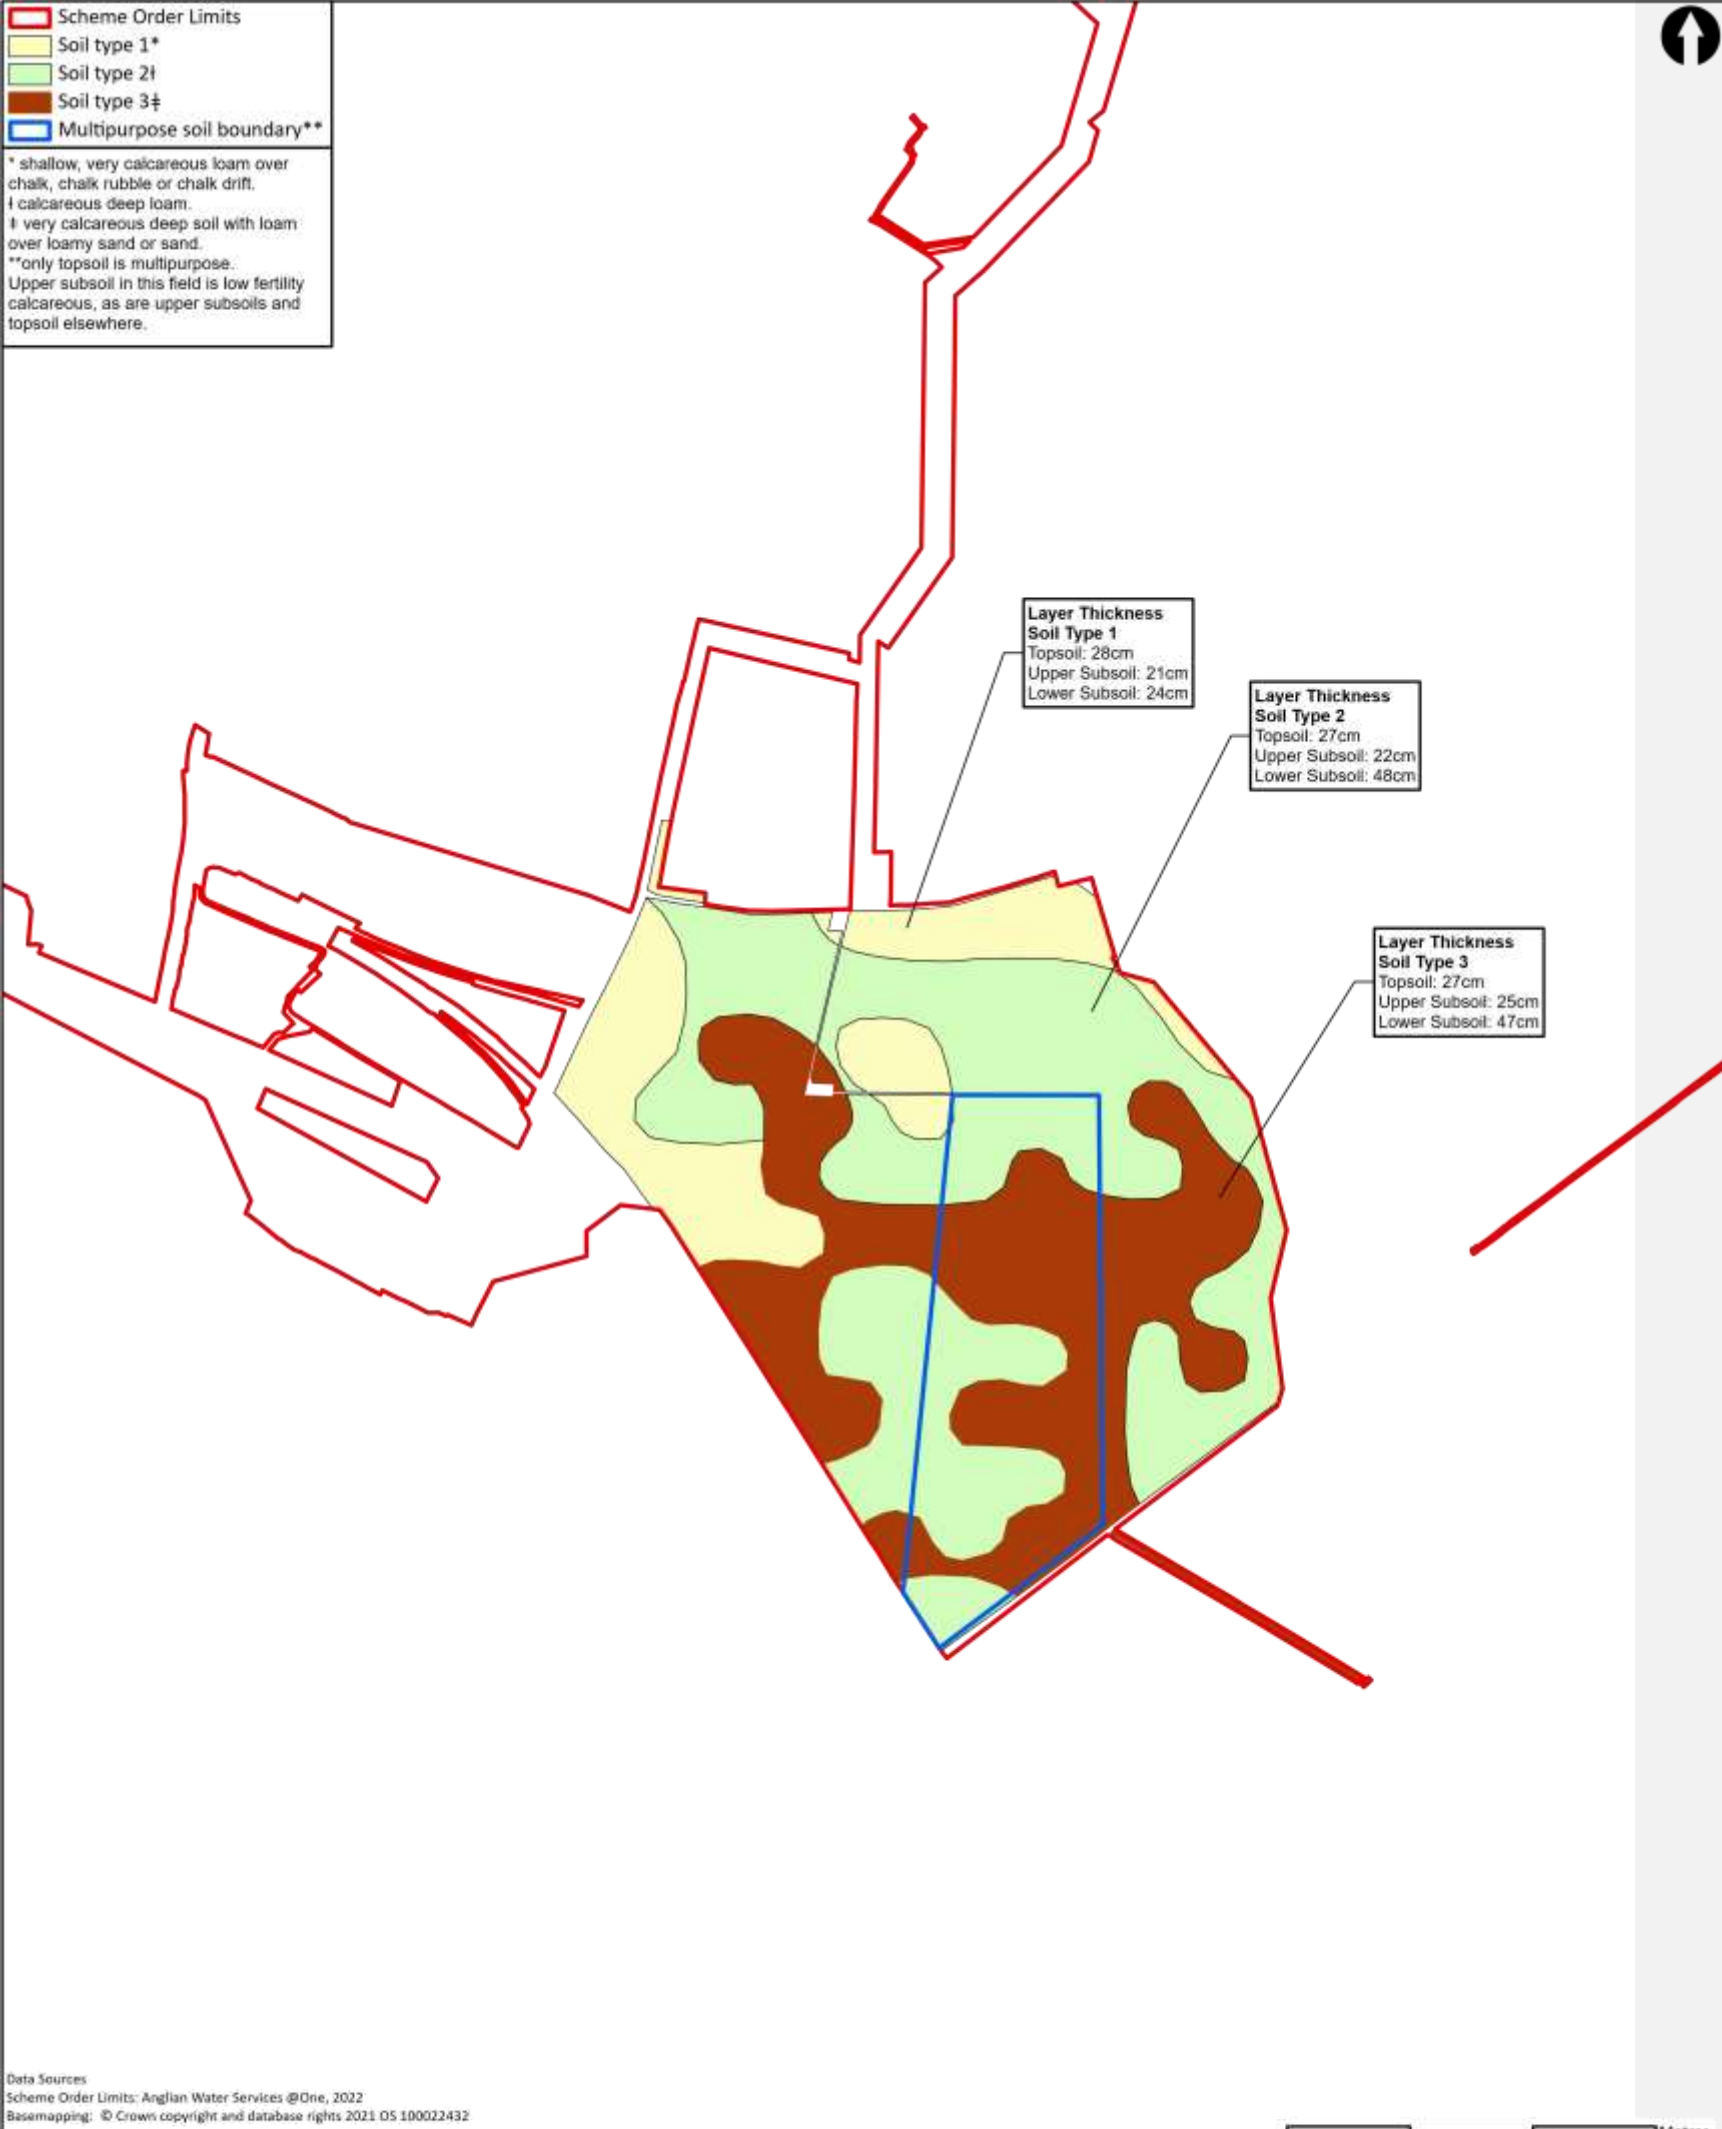 Scheme Order Limits
Soil type 1*
Soil type 2ƚ
Soil type 3ǂ
Multipurpose soil boundary**
* shallow, very calcareous loam over
chalk, chalk rubble or chalk drift.
ƚ calcareous deep loam.
ǂ very calcareous deep soil with loam
over loamy sand or sand.
**only topsoil is multipurpose.
Upper subsoil in this field is low fertility
calcareous, as are upper subsoils and
topsoil elsewhere.
Layer Thickness
Soil Type 1
Topsoil: 28cm
Upper Subsoil: 21cm
Lower Subsoil: 24cm
Layer Thickness
Soil Type 2
Topsoil: 27cm
Upper Subsoil: 22cm
Lower Subsoil: 48cm
Layer Thickness
Soil Type 3
Topsoil: 27cm
Upper Subsoil: 25cm
Lower Subsoil: 47cm
Data Sources
Scheme Order Limits: Anglian Water Services @One, 2022
Basemapping: © Crown copyright and database rights 2021 OS 100022432